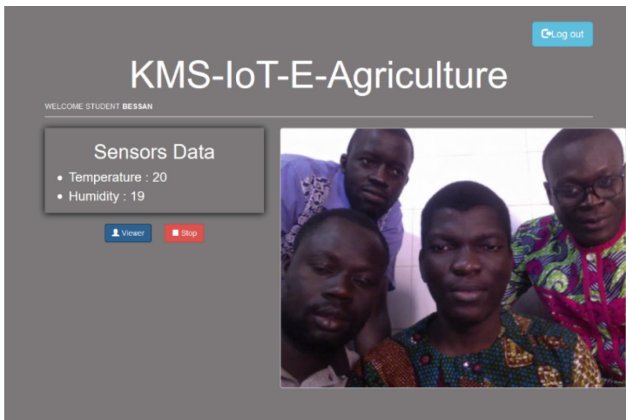 Log out
KMS-IoT-E-Agriculture
WELCOME STUDENT BESSAN
Sensors Data
Temperature : 20
Humidity : 19
Viewer
Stop